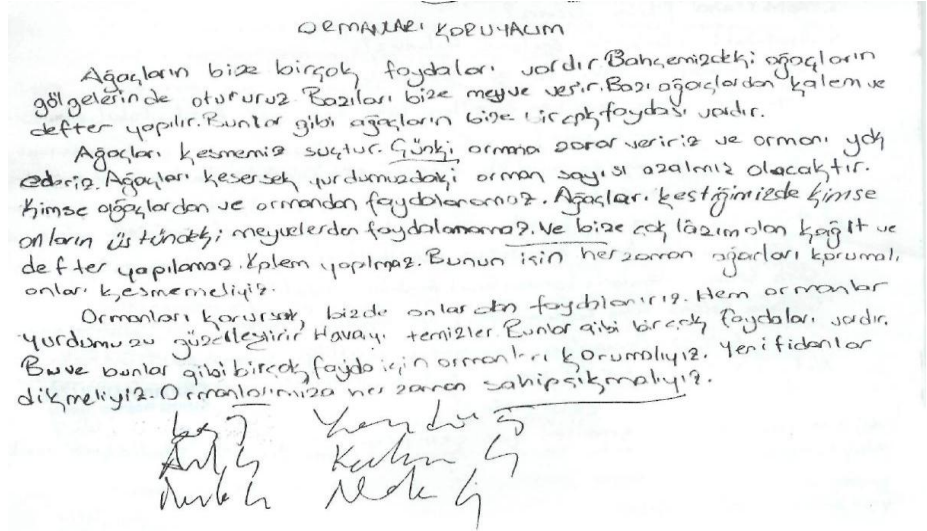 ORMANLARI KORUYALIM
Ağaçların bize birçok faydaları vardır Bahçemizdeki ağaçların
gölgelerinde otururuz. Bazıları bize meyve verir. Bazı ağaçlardan kalem ve
defter yapılır. Bunlar gibi ağaçların bize birçok faydası vardır.
Ağaçları kesmemiz suçtur. Çünki ormana zarar veririz ve ormanı yok
ederiz. Ağaçları kesersek yurdumuzdaki orman sayısı azalmış olacaktır.
Kimse ağaçlardan ve ormandan faydalanamaz. Ağaçları kestiğimizde kimse
onların üstündeki meyvelerden faydalanamaz. Ve bize çok lâzım olan kağıt ve
defter yapılamaz. Kalem yapılmaz. Bunun için her zaman ağaçları korumalı,
onları kesmemeliyiz.
Ormanları korursak, bizde onlardan faydalanırız. Hem ormanlar
yurdumuzu güzelleştirir Havayı temizler. Bunlar gibi birçok faydaları vardır.
Bu ve bunlar gibi birçok fayda için ormanları korumalıyız. Yeni fidanlar
dikmeliyiz. Ormanlarımıza her zaman sahip çıkmalıyız.